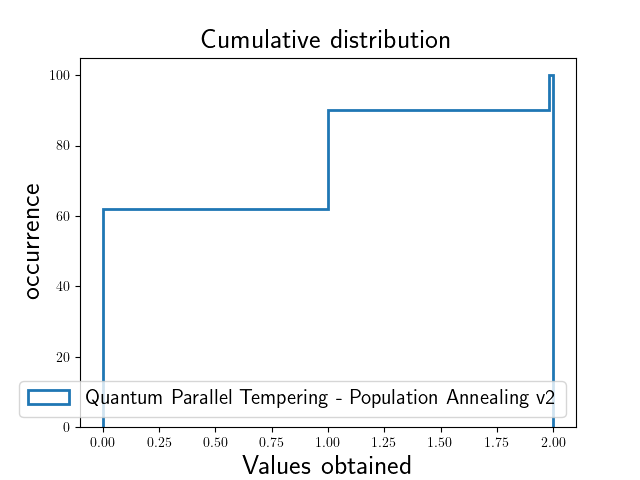 Cumulative distribution
occurrence
100
80
60
40
20
0
Quantum Parallel Tempering - Population Annealing v2
0.00 0.25 0.50 0.75 1.00 1.25 1.50 1.75 2.00
Values obtained